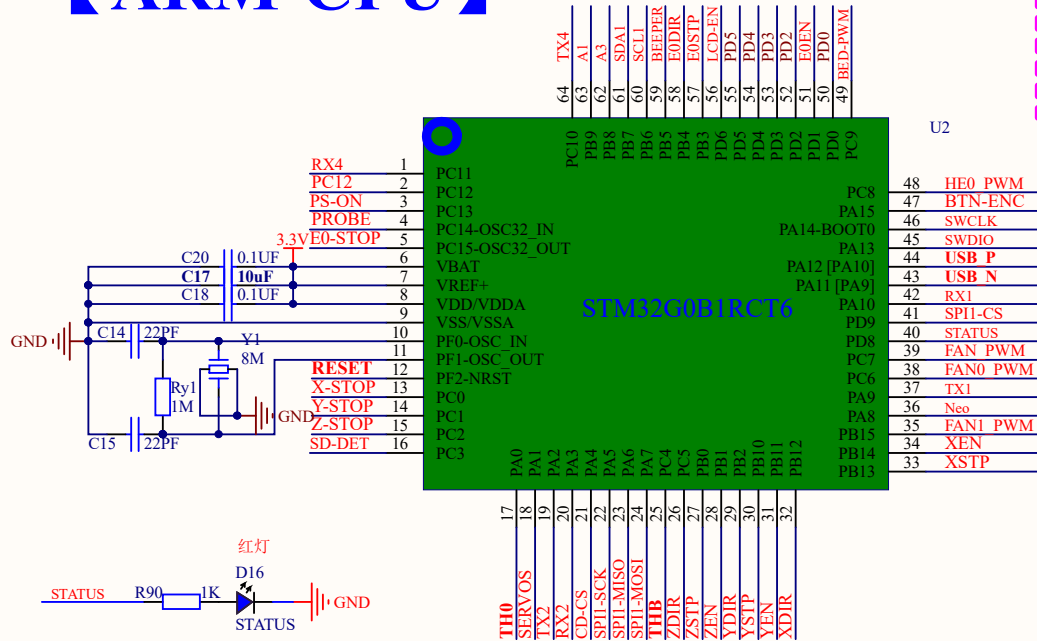 【ARM CPU】
TX4
A1
A3
SDA1
SCL1
BEEPER
E0DIR
E0STP
LCD-EN
PD5
PD4
PD3
PD2
E0EN
PD0
BED-PWM
64
63
62
61
60
59
58
57
56
55
54
53
52
51
50
49
PC10
PB9
PB8
PB7
PB6
PB5
PB4
PB3
PD6
PD5
PD4
PD3
PD2
PD1
PD0
PC9
U2
RX4 1 PC11
PC12 2 PC12
PS-ON 3 PC13
PROBE 4 PC14-OSC32_IN
3.3V E0-STOP 5 PC15-OSC32_OUT
C20 0.1UF 6 VBAT
C17 10uF 7 VREF+
C18 0.1UF 8 VDD/VDDA
9 VSS/VSSA
GND C14 22PF Y1 10 PF0-OSC_IN
8M 11 PF1-OSC_OUT
RESET 12 PF2-NRST
Ry1 X-STOP 13 PC0
1M GND Y-STOP 14 PC1
Z-STOP 15 PC2
C15 22PF SD-DET 16 PC3
STM32G0B1RCT6
PC8 48 HE0_PWM
PA15 47 BTN-ENC
PA14-BOOT0 46 SWCLK
PA13 45 SWDIO
PA12 [PA10] 44 USB_P
PA11 [PA9] 43 USB_N
PA10 42 RX1
PD9 41 SPI1-CS
PD8 40 STATUS
PC7 39 FAN_PWM
PC6 38 FAN0_PWM
PA9 37 TX1
PA8 36 Neo
PB15 35 FAN1_PWM
PB14 34 XEN
PB13 33 XSTP
PA0
PA1
PA2
PA3
PA4
PA5
PA6
PA7
PC4
PC5
PB0
PB1
PB2
PB10
PB11
PB12
17
18
19
20
21
22
23
24
25
26
27
28
29
30
31
32
TH0
SERVOS
TX2
RX2
CD-CS
SPI1-SCK
SPI1-MISO
SPI1-MOSI
THB
ZDIR
ZSTP
ZEN
YDIR
YSTP
YEN
XDIR
红灯
D16
STATUS R90 1K GND
STATUS